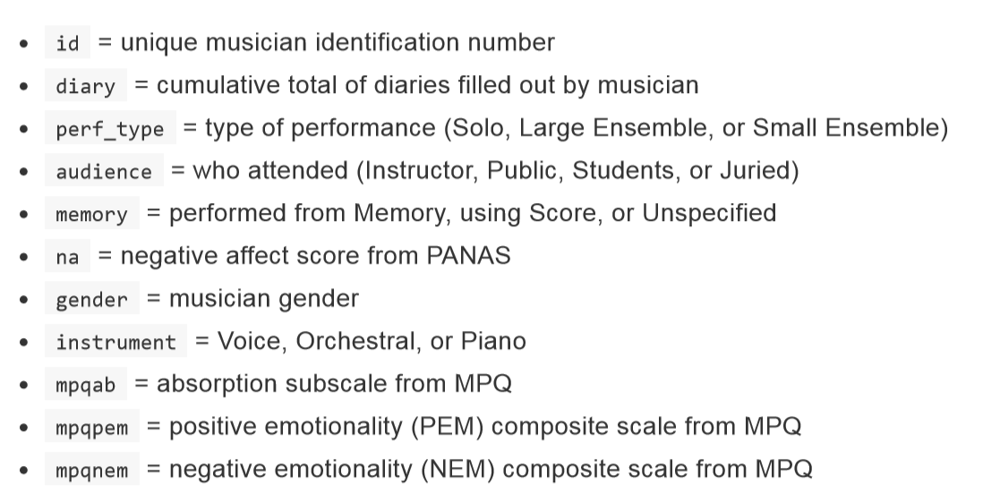 • id = unique musician identification number
• diary = cumulative total of diaries filled out by musician
• perf_type = type of performance (Solo, Large Ensemble, or Small Ensemble)
• audience = who attended (Instructor, Public, Students, or Juried)
• memory = performed from Memory, using Score, or Unspecified
• na = negative affect score from PANAS
• gender = musician gender
• instrument = Voice, Orchestral, or Piano
• mpqab = absorption subscale from MPQ
• mpqpem = positive emotionality (PEM) composite scale from MPQ
• mpqnem = negative emotionality (NEM) composite scale from MPQ